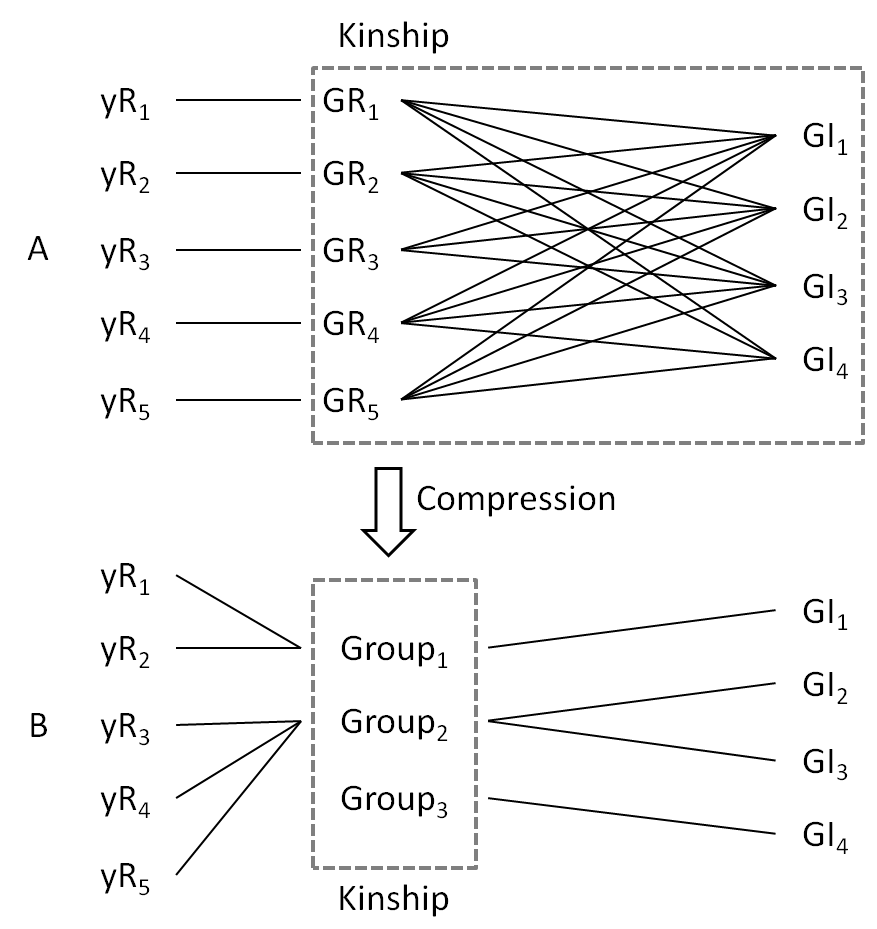 Kinship
yR₁ GR₁ GI₁
yR₂ GR₂ GI₂
A yR₃ GR₃ GI₃
yR₄ GR₄ GI₄
yR₅ GR₅
Compression
yR₁ GI₁
yR₂ Group₁ GI₂
B yR₃ Group₂ GI₃
yR₄ Group₃ GI₄
yR₅
Kinship